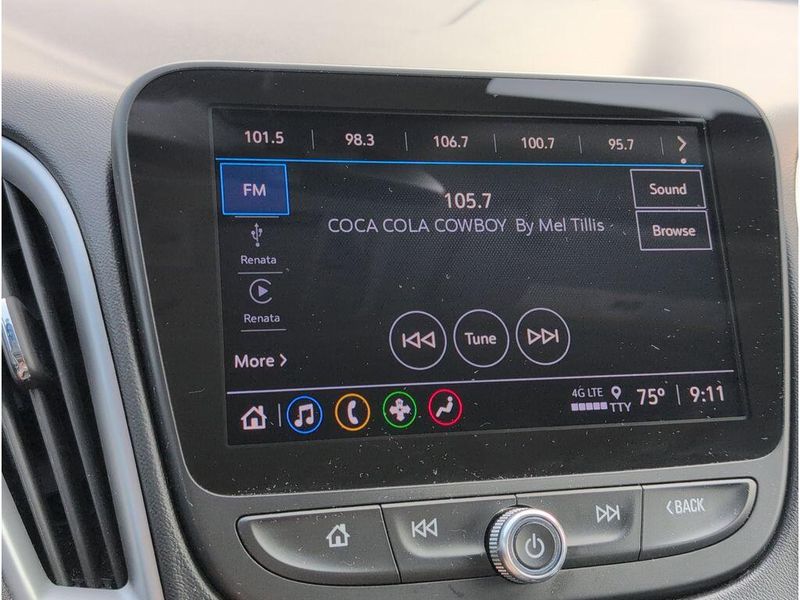 101.5 98.3 106.7 100.7 95.7
FM
105.7
Sound
COCA COLA COWBOY By Mel Tillis
Browse
Renata
Renata
Tune
More
4G LTE
TTY
75°
9:11
BACK